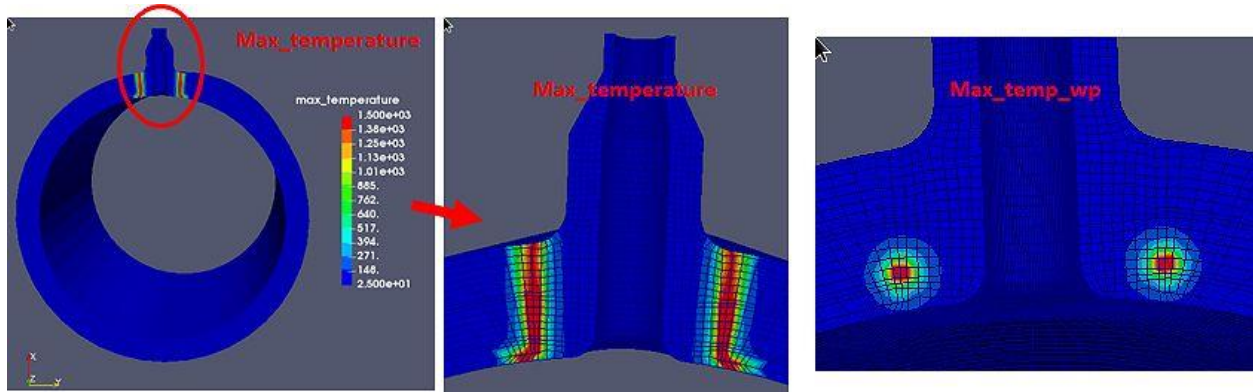 Max_temperature
max_temperature
1.500e+03
1.38e+03
1.25e+03
1.13e+03
1.01e+03
885.
762.
640.
517.
394.
271.
148.
2.500e+01
X
Z
Y
Max_temperature
Max_temp_wp